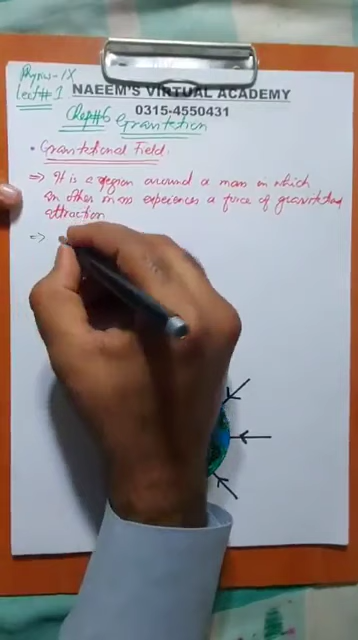 Physics-IX
Lect# 1
NAEEM'S VIRTUAL ACADEMY
0315-4550431
Chap#6 Gravitation
• Gravitational Field.
⇒ It is a region around a mass in which
an other mass experiences a force of gravitational
attraction
⇒